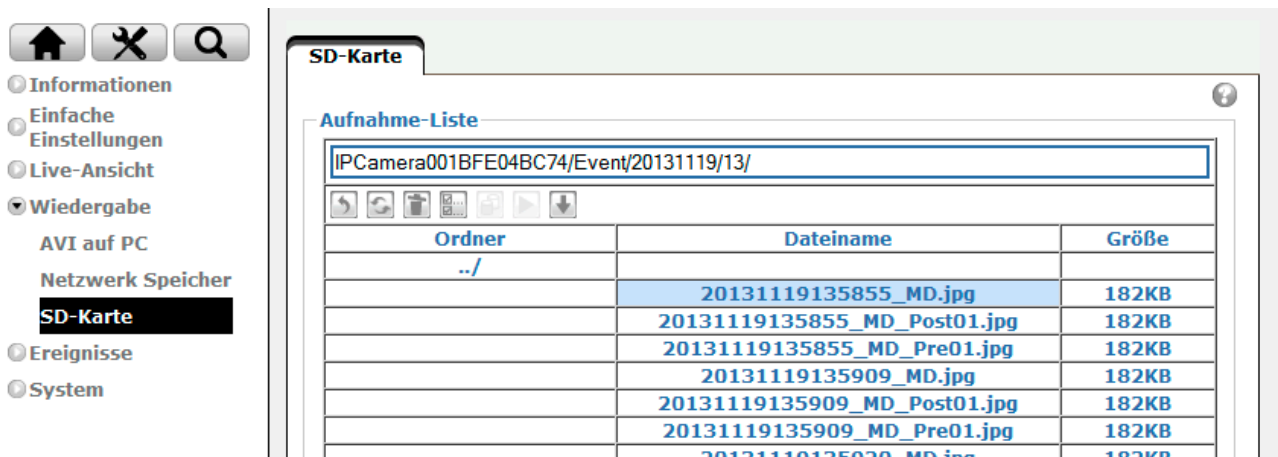 Informationen
Einfache
Einstellungen
Live-Ansicht
Wiedergabe
AVI auf PC
Netzwerk Speicher
SD-Karte
Ereignisse
System
SD-Karte
Aufnahme-Liste
IPCamera001BFE04BC74/Event/20131119/13/
Ordner Dateiname Größe
../
20131119135855_MD.jpg 182KB
20131119135855_MD_Post01.jpg 182KB
20131119135855_MD_Pre01.jpg 182KB
20131119135909_MD.jpg 182KB
20131119135909_MD_Post01.jpg 182KB
20131119135909_MD_Pre01.jpg 182KB